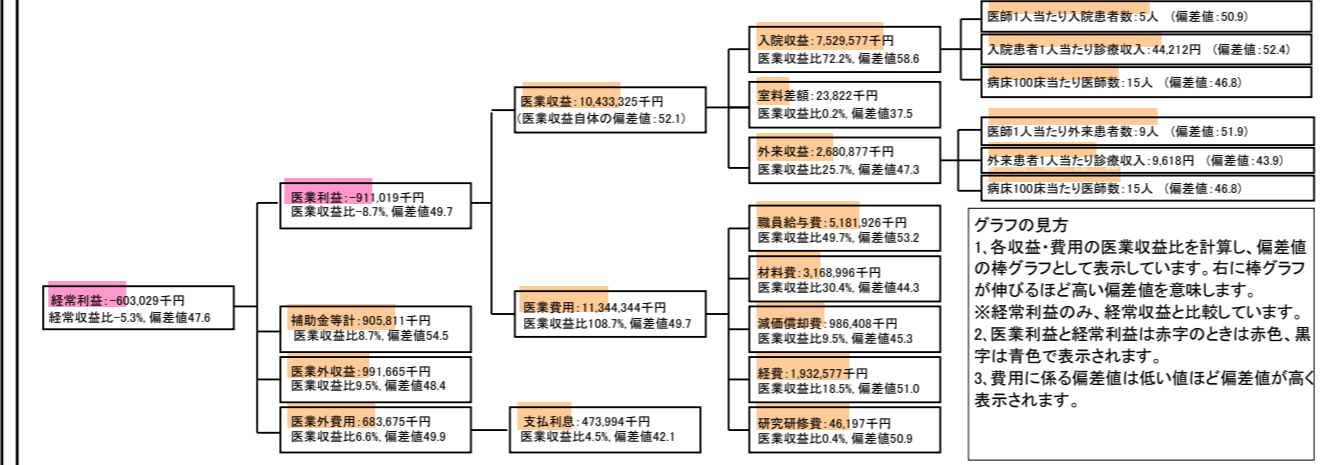 医師1人当たり入院患者数:5人 (偏差値:50.9)
入院収益:7,529,577千円
医業収益比72.2%, 偏差値58.6
入院患者1人当たり診療収入:44,212円 (偏差値:52.4)
病床100床当たり医師数:15人 (偏差値:46.8)
医業収益:10,433,325千円
(医業収益自体の偏差値:52.1)
室料差額:23,822千円
医業収益比0.2%, 偏差値37.5
医師1人当たり外来患者数:9人 (偏差値:51.9)
外来収益:2,680,877千円
医業収益比25.7%, 偏差値47.3
外来患者1人当たり診療収入:9,618円 (偏差値:43.9)
病床100床当たり医師数:15人 (偏差値:46.8)
医業利益:-911,019千円
医業収益比-8.7%, 偏差値49.7
職員給与費:5,181,926千円
医業収益比49.7%, 偏差値53.2
材料費:3,168,996千円
医業収益比30.4%, 偏差値44.3
経常利益:-603,029千円
経常収益比-5.3%, 偏差値47.6
医業費用:11,344,344千円
医業収益比108.7%, 偏差値49.7
補助金等計:905,811千円
医業収益比8.7%, 偏差値54.5
減価償却費:986,408千円
医業収益比9.5%, 偏差値45.3
医業外収益:991,665千円
医業収益比9.5%, 偏差値48.4
経費:1,932,577千円
医業収益比18.5%, 偏差値51.0
医業外費用:683,675千円
医業収益比6.6%, 偏差値49.9
支払利息:473,994千円
医業収益比4.5%, 偏差値42.1
研究研修費:46,197千円
医業収益比0.4%, 偏差値50.9
グラフの見方
1、各収益・費用の医業収益比を計算し、偏差値
の棒グラフとして表示しています。右に棒グラフ
が伸びるほど高い偏差値を意味します。
※経常利益のみ、経常収益と比較しています。
2、医業利益と経常利益は赤字のときは赤色、黒
字は青色で表示されます。
3、費用に係る偏差値は低い値ほど偏差値が高く
表示されます。